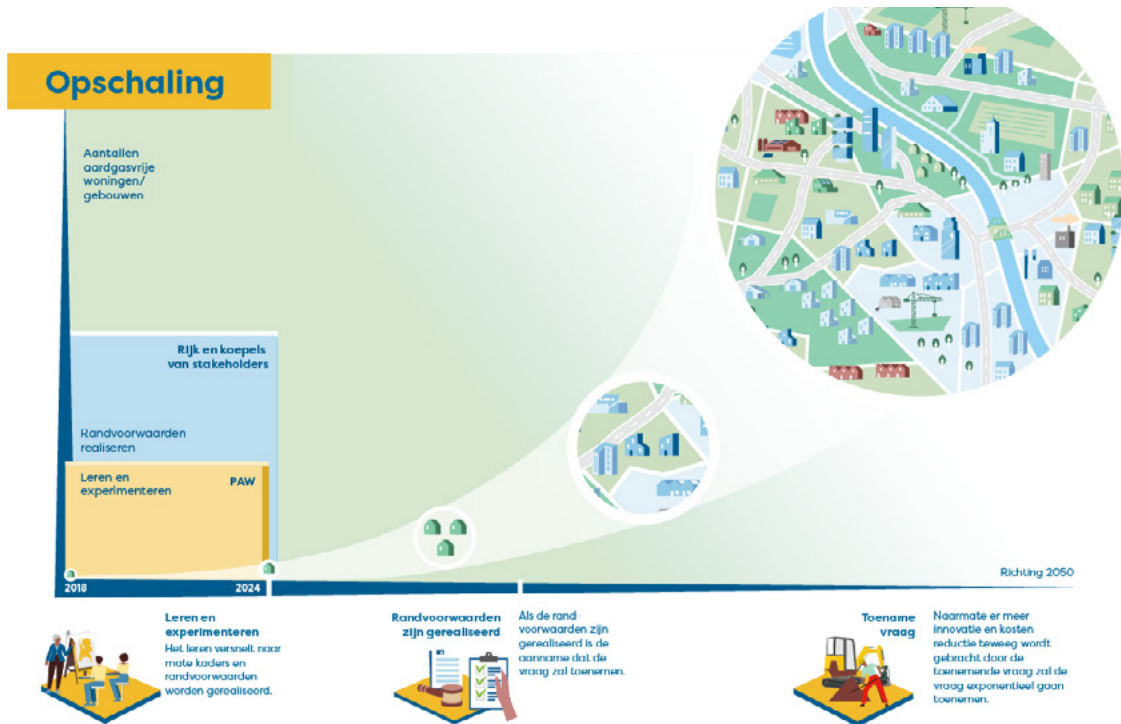 Opschaling
Aantallen
aardgasvrije
woningen/
gebouwen
Rijk en koepels
van stakeholders
Randvoorwaarden
realiseren
Leren en
experimenteren
PAW
2018
2024
Richting 2050
Leren en
experimenteren
Het leren versnelt naar
mate kaders en
randvoorwaarden
worden gerealiseerd.
Randvoorwaarden
zijn gerealiseerd
Als de rand-
voorwaarden zijn
gerealiseerd is de
aanname dat de
vraag zal toenemen.
Toename
vraag
Naarmate er meer
innovatie en kosten
reductie teweeg wordt
gebracht door de
toenemende vraag zal de
vraag exponentieel gaan
toenemen.